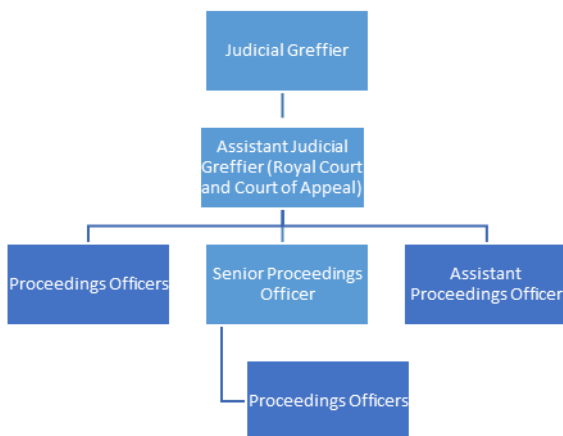 Judicial Greffier
Assistant Judicial
Greffier (Royal Court
and Court of Appeal)
Proceedings Officers
Senior Proceedings
Officer
Assistant
Proceedings Officer
Proceedings Officers